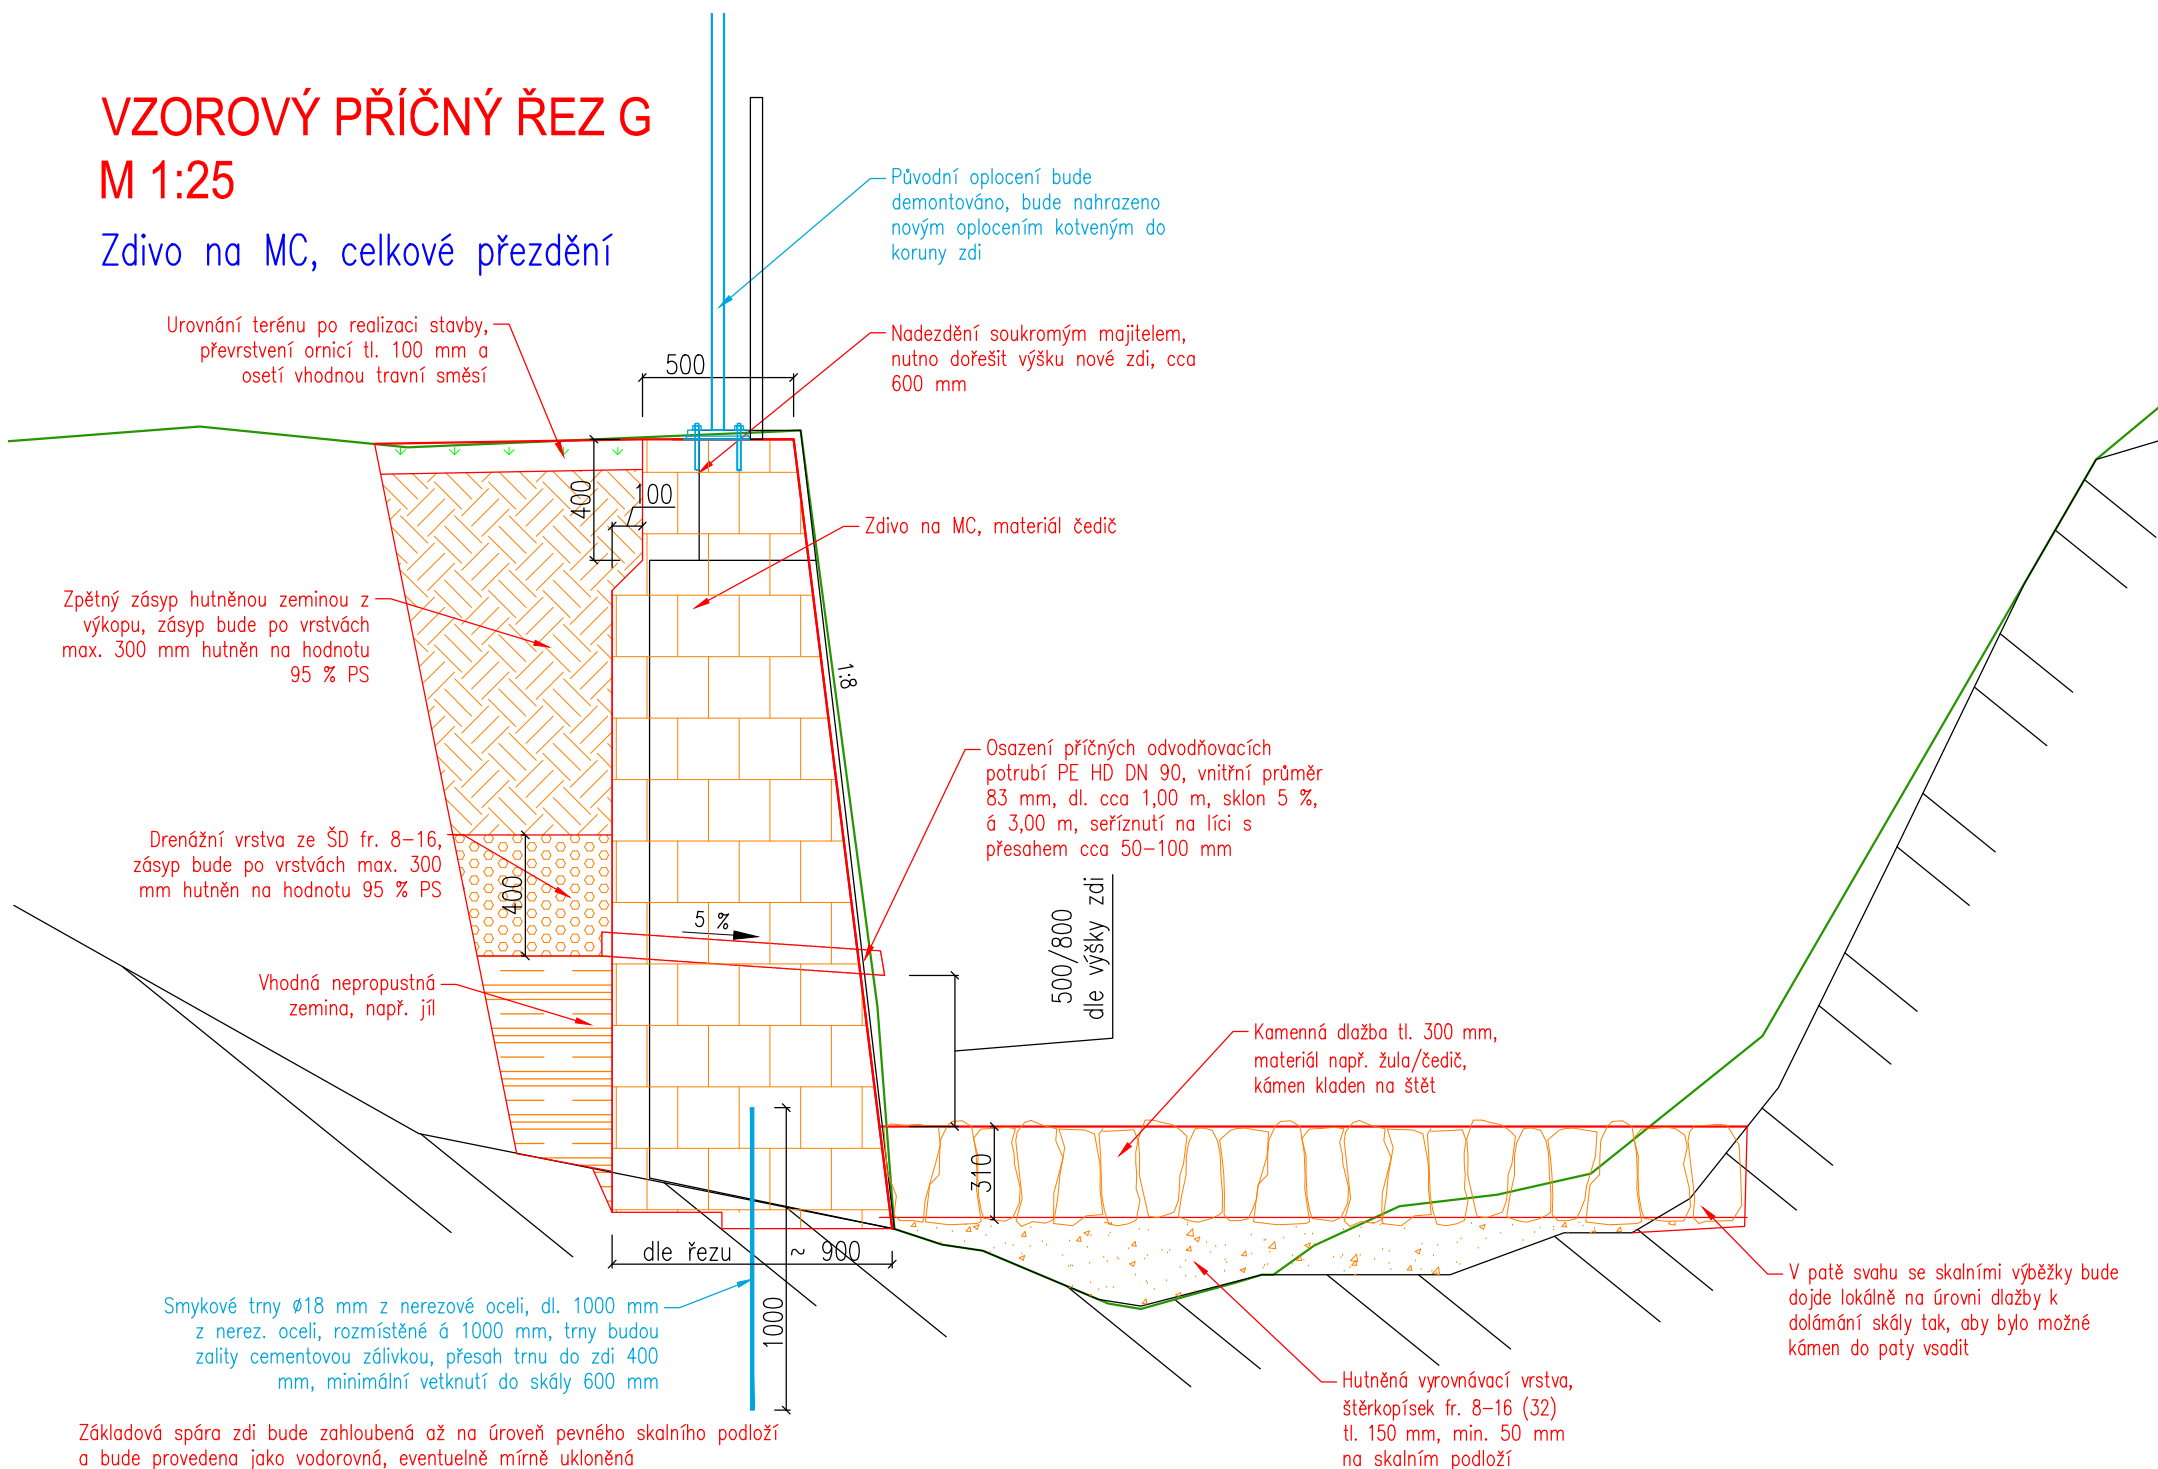 VZOROVÝ PŘÍČNÝ ŘEZ G
M 1:25
Zdivo na MC, celkové přezdění
Původní oplocení bude
demontováno, bude nahrazeno
novým oplocením kotveným do
koruny zdi
Urovnání terénu po realizaci stavby,
převrstvení ornicí tl. 100 mm a
osetí vhodnou travní směsí
Nadezdění soukromým majitelem,
nutno dořešit výšku nové zdi, cca
600 mm
500
400
100
Zdivo na MC, materiál čedič
Zpětný zásyp hutněnou zeminou z
výkopu, zásyp bude po vrstvách
max. 300 mm hutněn na hodnotu
95 % PS
1:8
Osazení příčných odvodňovacích
potrubí PE HD DN 90, vnitřní průměr
83 mm, dl. cca 1,00 m, sklon 5 %,
á 3,00 m, seříznutí na líci s
přesahem cca 50-100 mm
Drenážní vrstva ze ŠD fr. 8-16,
zásyp bude po vrstvách max. 300
mm hutněn na hodnotu 95 % PS
400
5 %
500/800
dle výšky zdi
Vhodná nepropustná
zemina, např. jíl
Kamenná dlažba tl. 300 mm,
materiál např. žula/čedič,
kámen kladen na štět
310
dle řezu ~ 900
1000
Smykové trny ø18 mm z nerezové oceli, dl. 1000 mm
z nerez. oceli, rozmístěné á 1000 mm, trny budou
zality cementovou zálivkou, přesah trnu do zdi 400
mm, minimální vetknutí do skály 600 mm
V patě svahu se skalními výběžky bude
dojde lokálně na úrovni dlažby k
dolámání skály tak, aby bylo možné
kámen do paty vsadit
Hutněná vyrovnávací vrstva,
štěrkopísek fr. 8-16 (32)
tl. 150 mm, min. 50 mm
na skalním podloží
Základová spára zdi bude zahloubená až na úroveň pevného skalního podloží
a bude provedena jako vodorovná, eventuelně mírně ukloněná